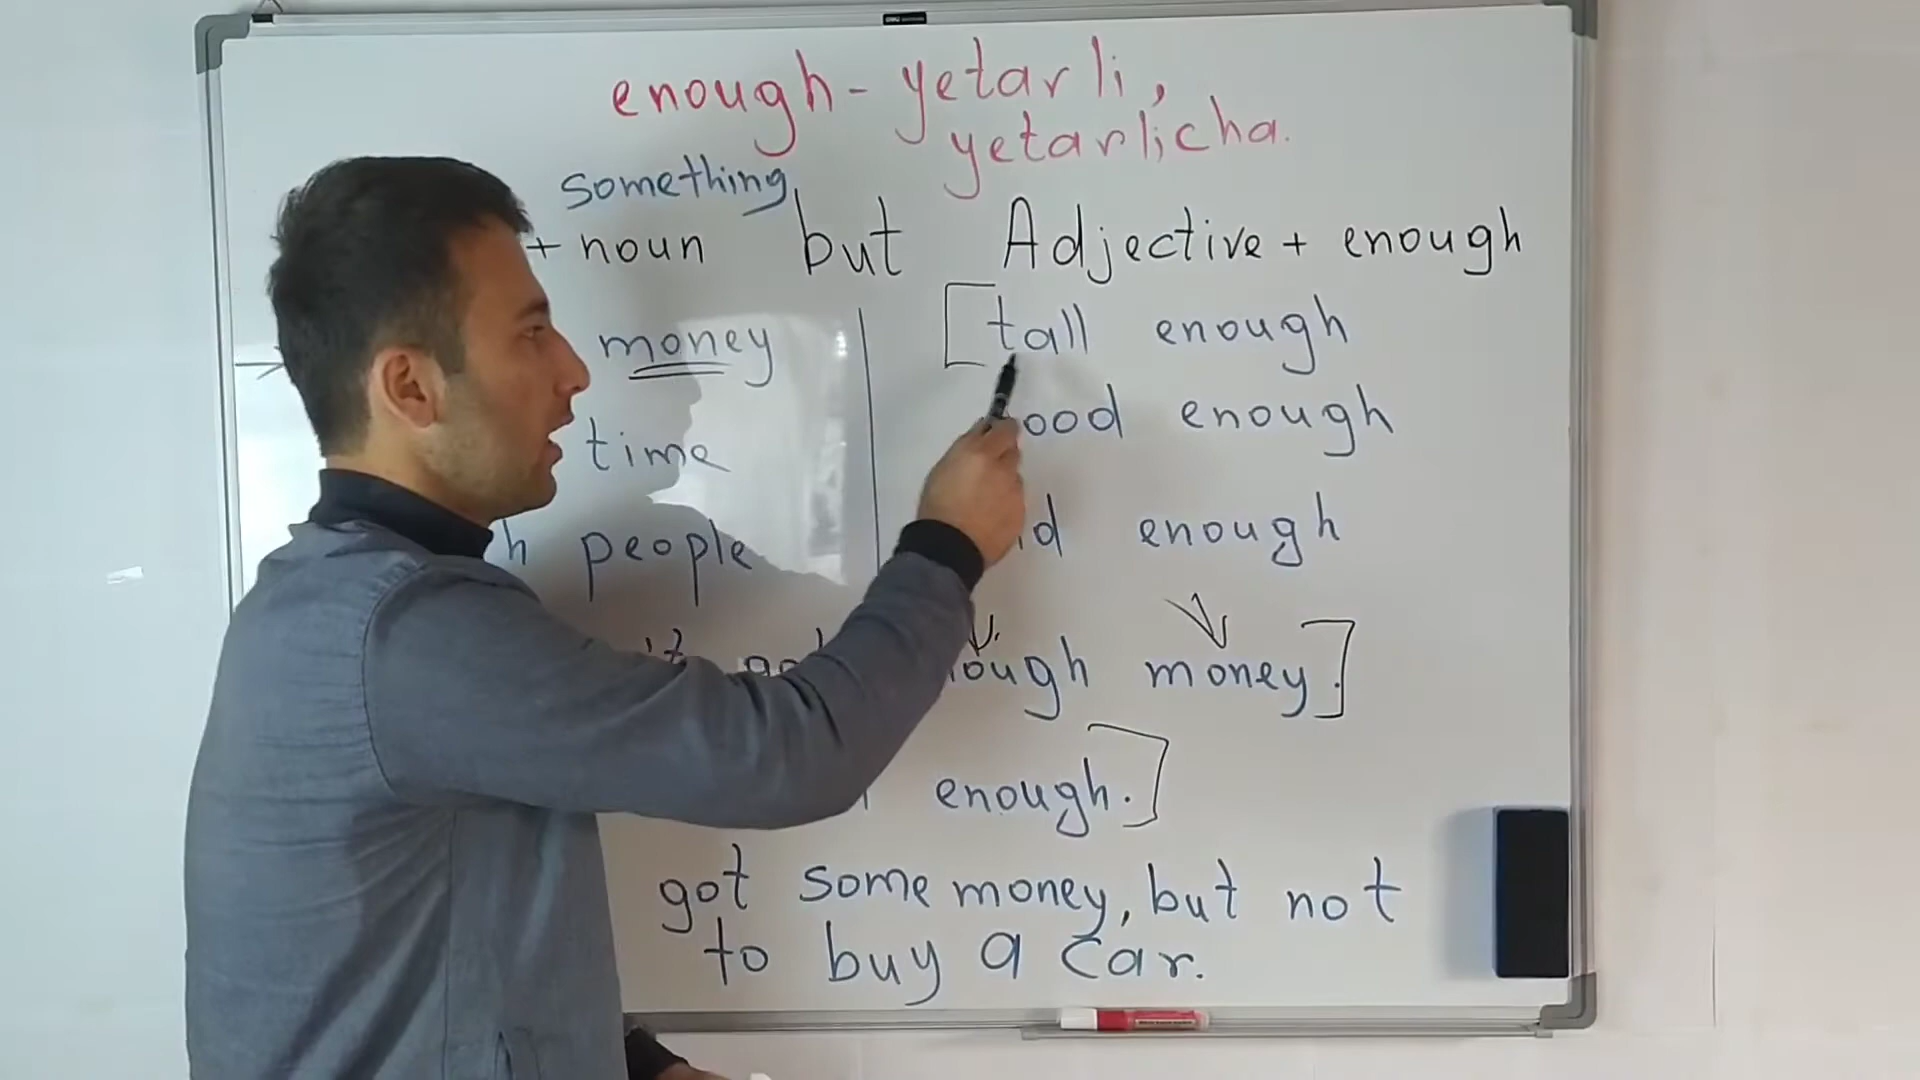 enough - yetarli,
yetarlicha.
something
+ noun but Adjective + enough
money [tall enough
time ood enough
h people d enough
't got ough money.]
enough.]
got some money, but not
to buy a car.